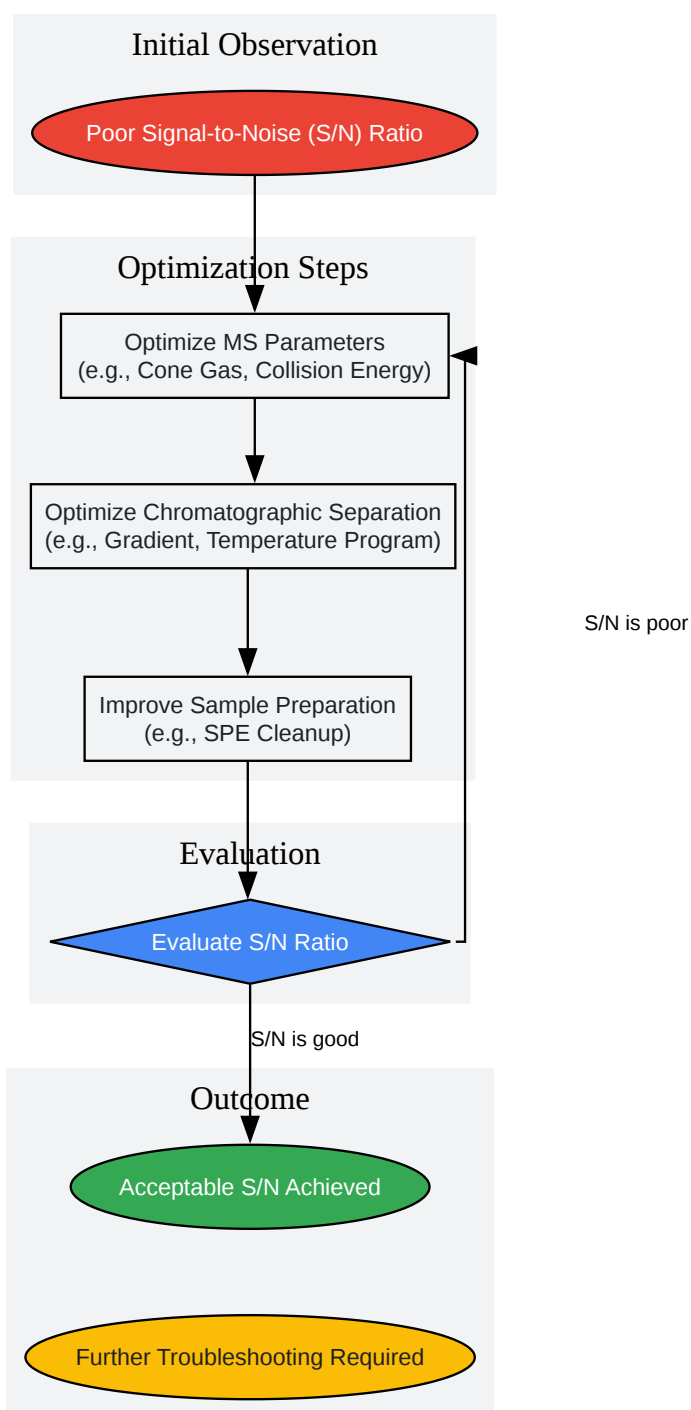 Initial Observation
Poor Signal-to-Noise (S/N) Ratio
Optimization Steps
Optimize MS Parameters
(e.g., Cone Gas, Collision Energy)
Optimize Chromatographic Separation
(e.g., Gradient, Temperature Program)
S/N is poor
Improve Sample Preparation
(e.g., SPE Cleanup)
Evaluation
Evaluate S/N Ratio
S/N is good
Outcome
Acceptable S/N Achieved
Further Troubleshooting Required